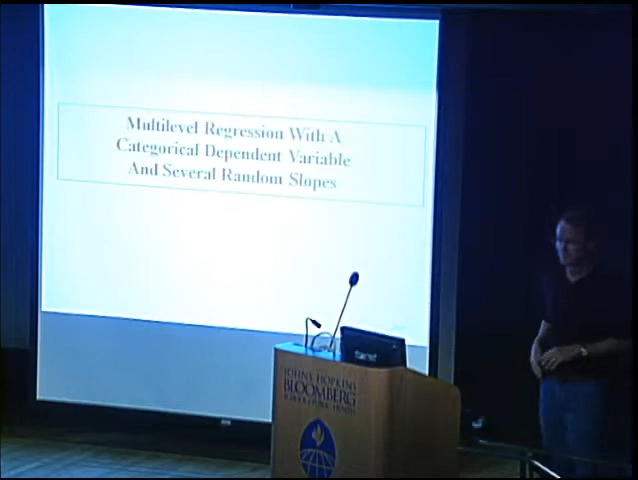 Multilevel Regression With A
Categorical Dependent Variable
And Several Random Slopes
JOHNS HOPKINS
BLOOMBERG